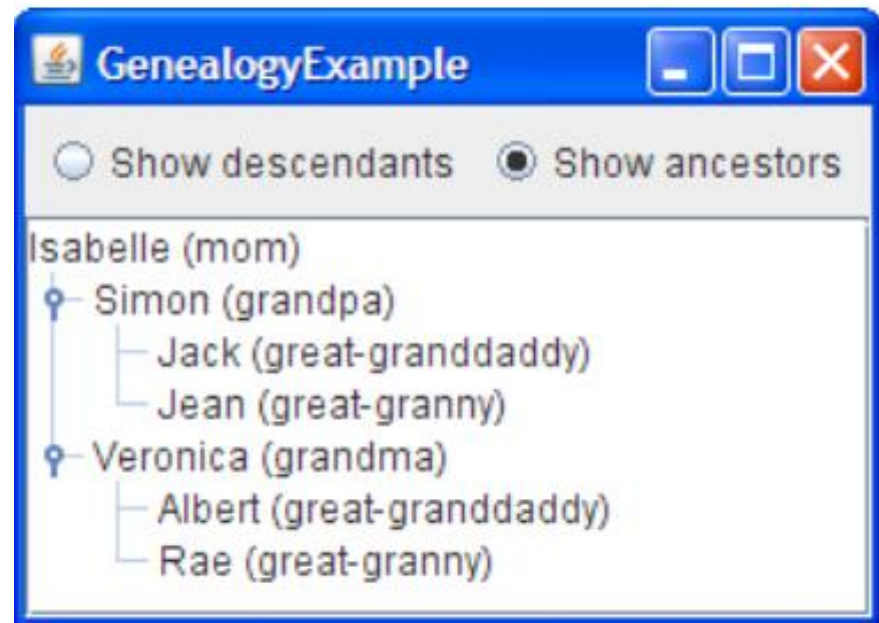 GenealogyExample
Show descendants Show ancestors
Isabelle (mom)
Simon (grandpa)
Jack (great-granddaddy)
Jean (great-granny)
Veronica (grandma)
Albert (great-granddaddy)
Rae (great-granny)